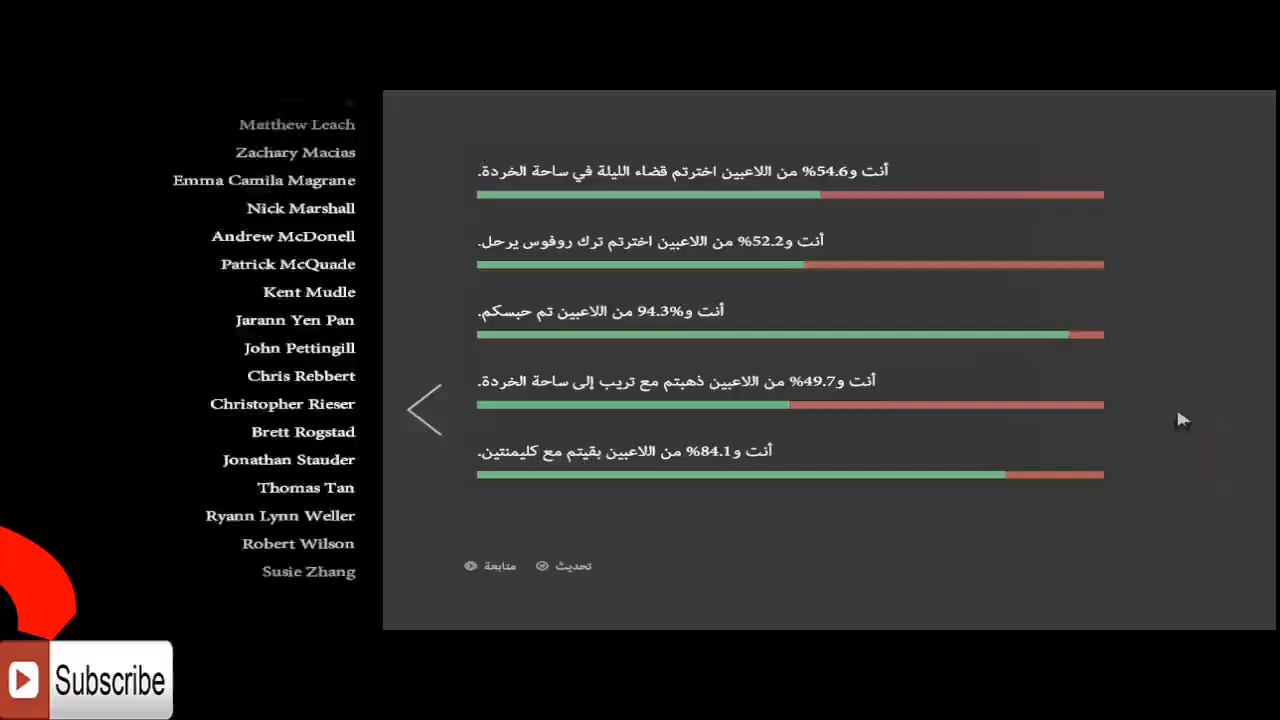 Matthew Leach
Zachary Macias
Emma Camila Magrane
Nick Marshall
Andrew McDonell
Patrick McQuade
Kent Mudle
Jarann Yen Pan
John Pettingill
Chris Rebbert
Christopher Rieser
Brett Rogstad
Jonathan Stauder
Thomas Tan
Ryann Lynn Weller
Robert Wilson
Susie Zhang
أنت و54.6% من اللاعبين اخترتم قضاء الليلة في ساحة الخردة.
أنت و52.2% من اللاعبين اخترتم ترك روفوس يرحل.
أنت و94.3% من اللاعبين تم حبسكم.
أنت و49.7% من اللاعبين ذهبتم مع تريب إلى ساحة الخردة.
أنت و84.1% من اللاعبين بقيتم مع كليمنتين.
متابعة
تحديث
Subscribe